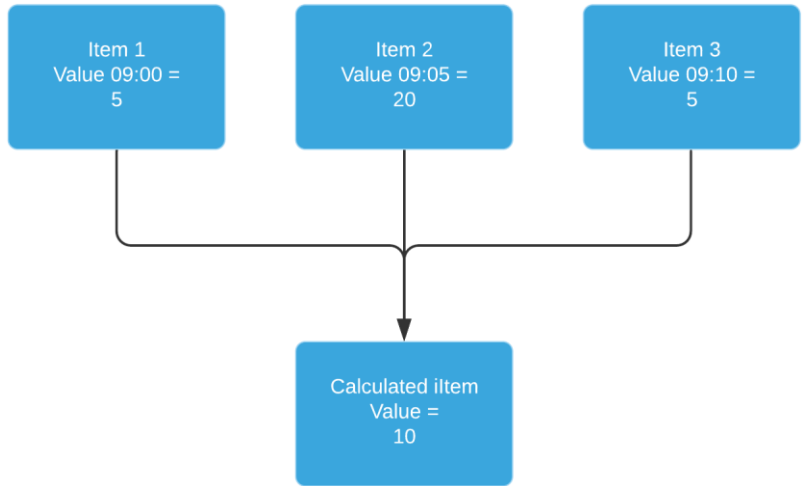 Item 1
Value 09:00 =
5
Item 2
Value 09:05 =
20
Item 3
Value 09:10 =
5
Calculated iItem
Value =
10